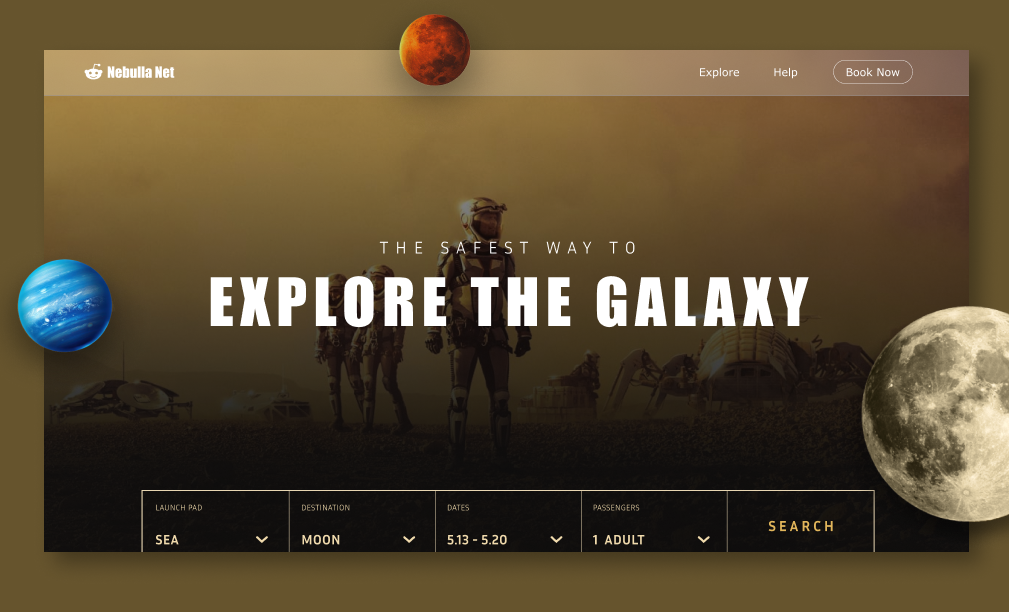 Nebulla Net
Explore Help Book Now
THE SAFEST WAY TO
EXPLORE THE GALAXY
LAUNCH PAD DESTINATION DATES PASSENGERS
SEA MOON 5.13 - 5.20 1 ADULT
SEARCH